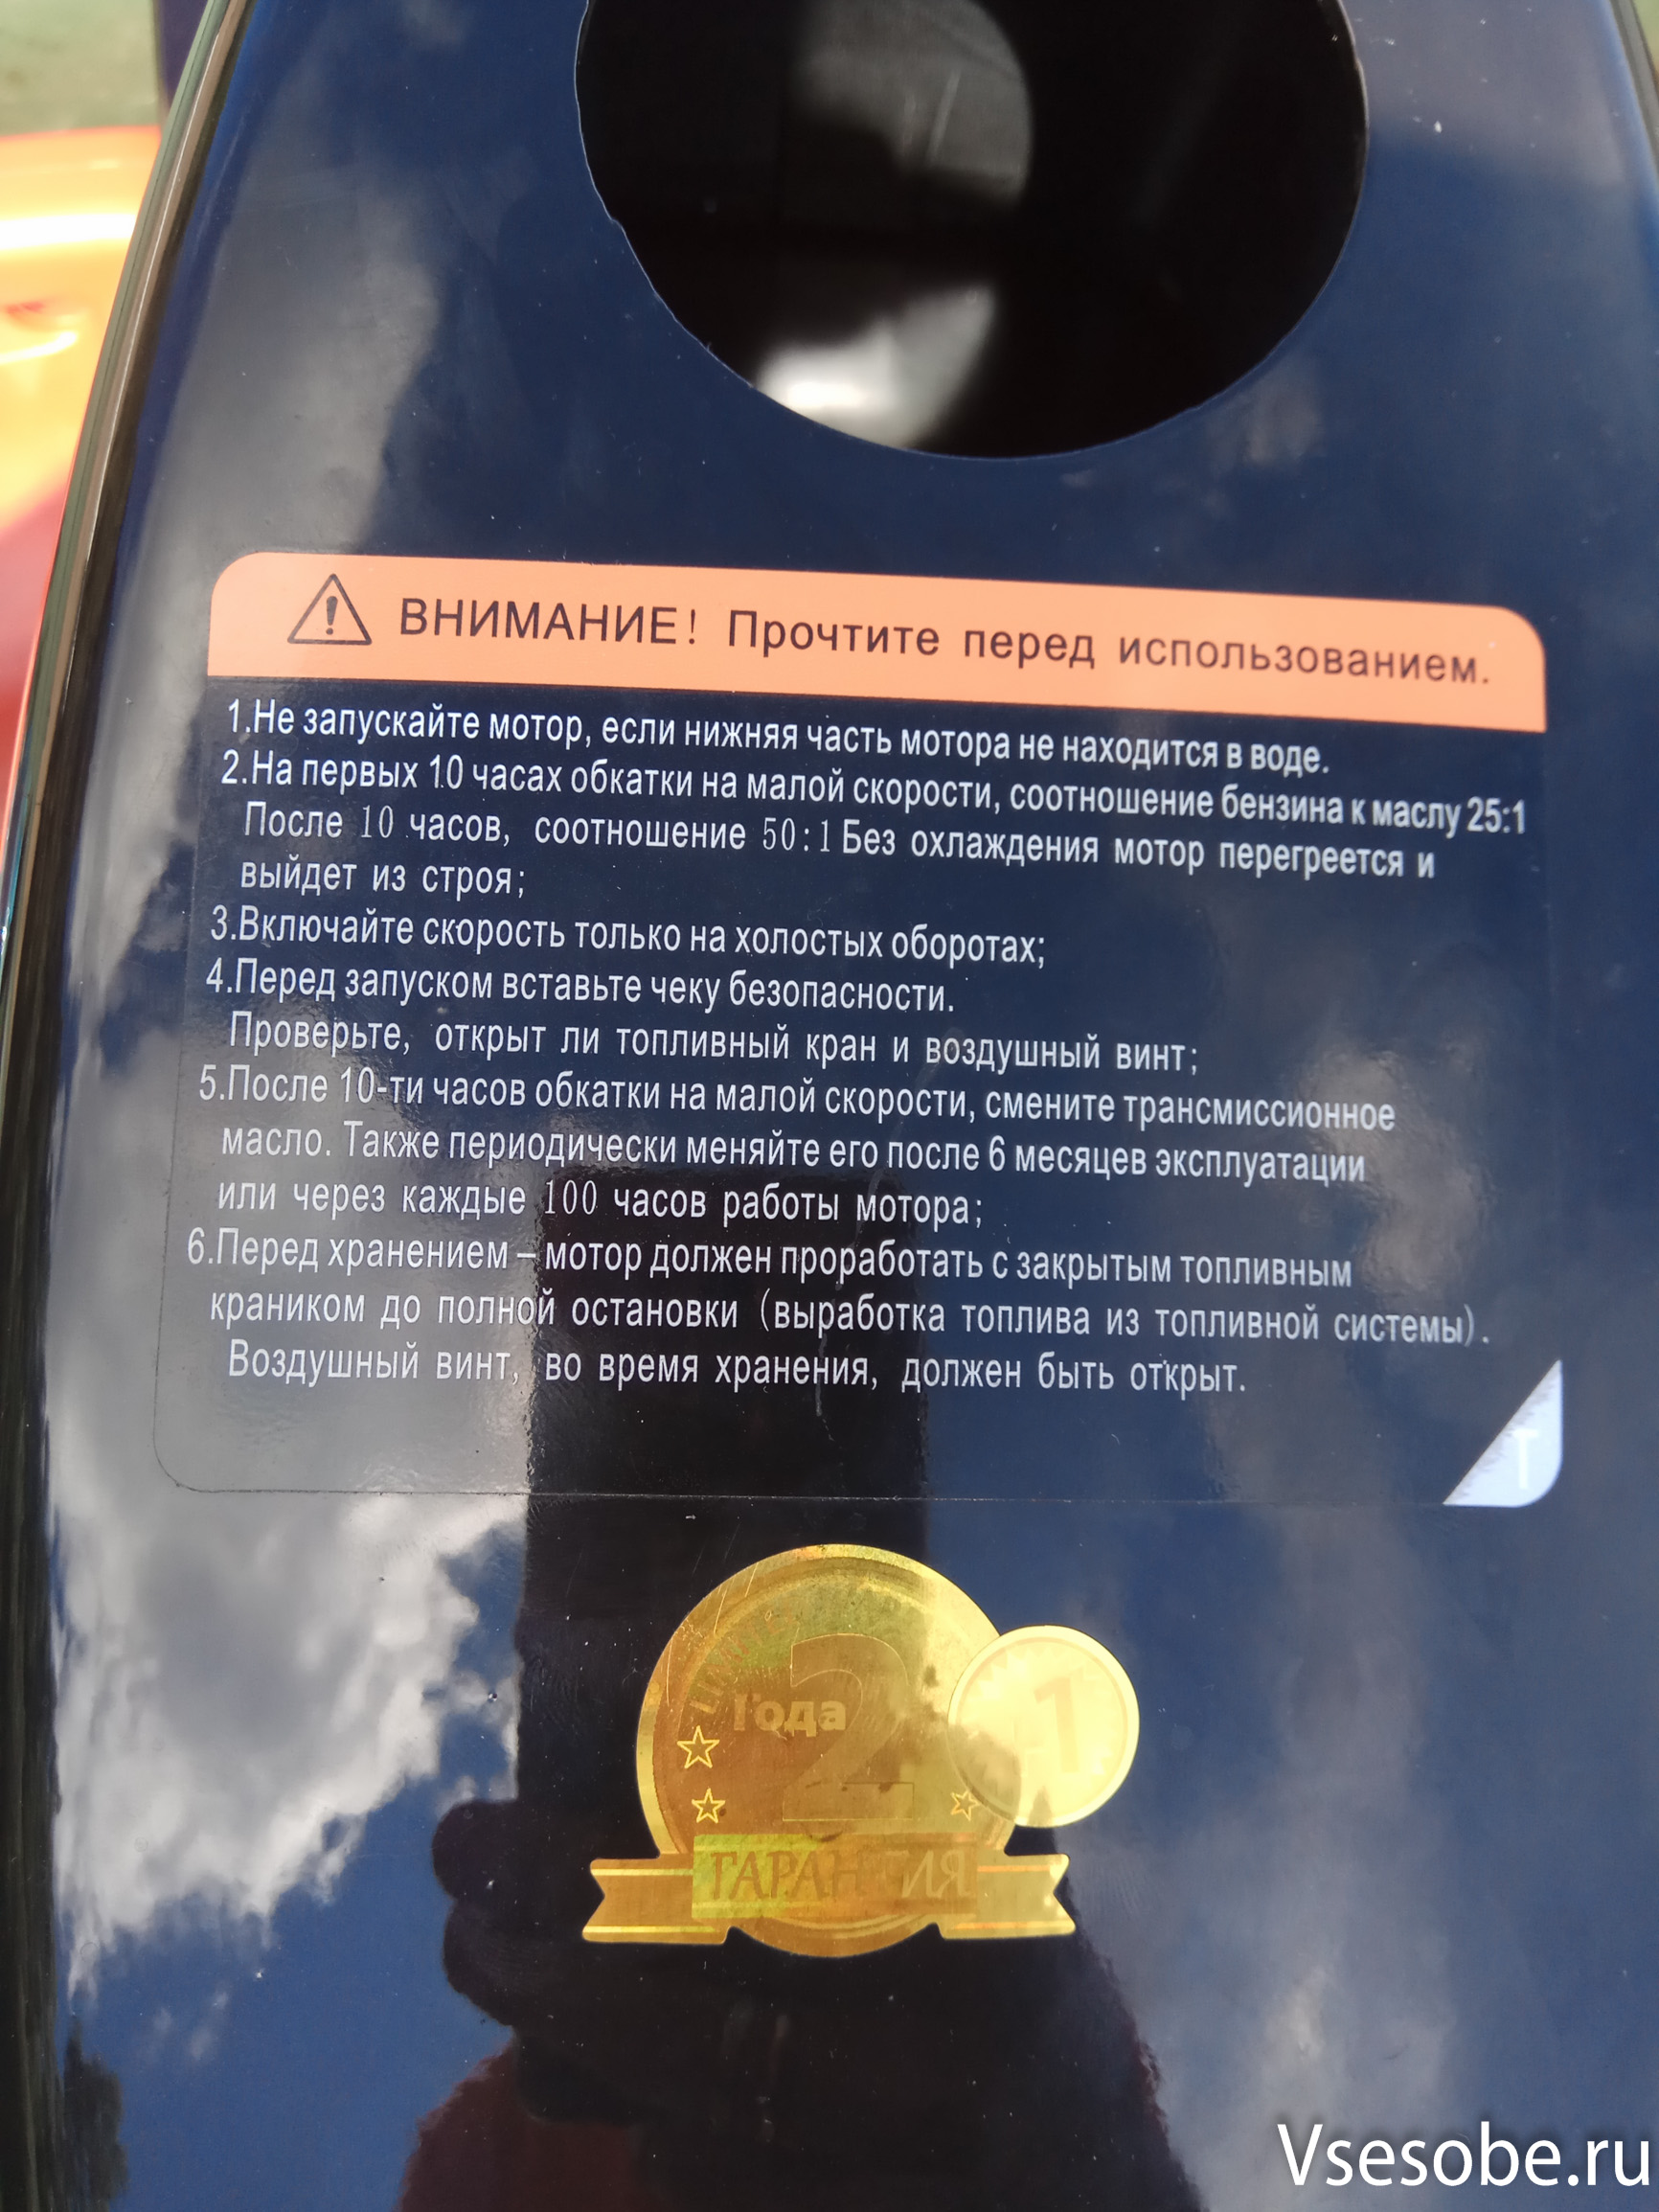 ВНИМАНИЕ! Прочтите перед использованием.
1.Не запускайте мотор, если нижняя часть мотора не находится в воде.
2.На первых 10 часах обкатки на малой скорости, соотношение бензина к маслу 25:1
После 10 часов, соотношение 50:1 Без охлаждения мотор перегреется и
выйдет из строя;
3.Включайте скорость только на холостых оборотах;
4.Перед запуском вставьте чеку безопасности.
Проверьте, открыт ли топливный кран и воздушный винт;
5.После 10-ти часов обкатки на малой скорости, смените трансмиссионное
масло. Также периодически меняйте его после 6 месяцев эксплуатации
или через каждые 100 часов работы мотора;
6.Перед хранением – мотор должен проработать с закрытым топливным
краником до полной остановки (выработка топлива из топливной системы).
Воздушный винт, во время хранения, должен быть открыт.
T
2
Года
1
ГАРАНТИЯ
Vsesobe.ru